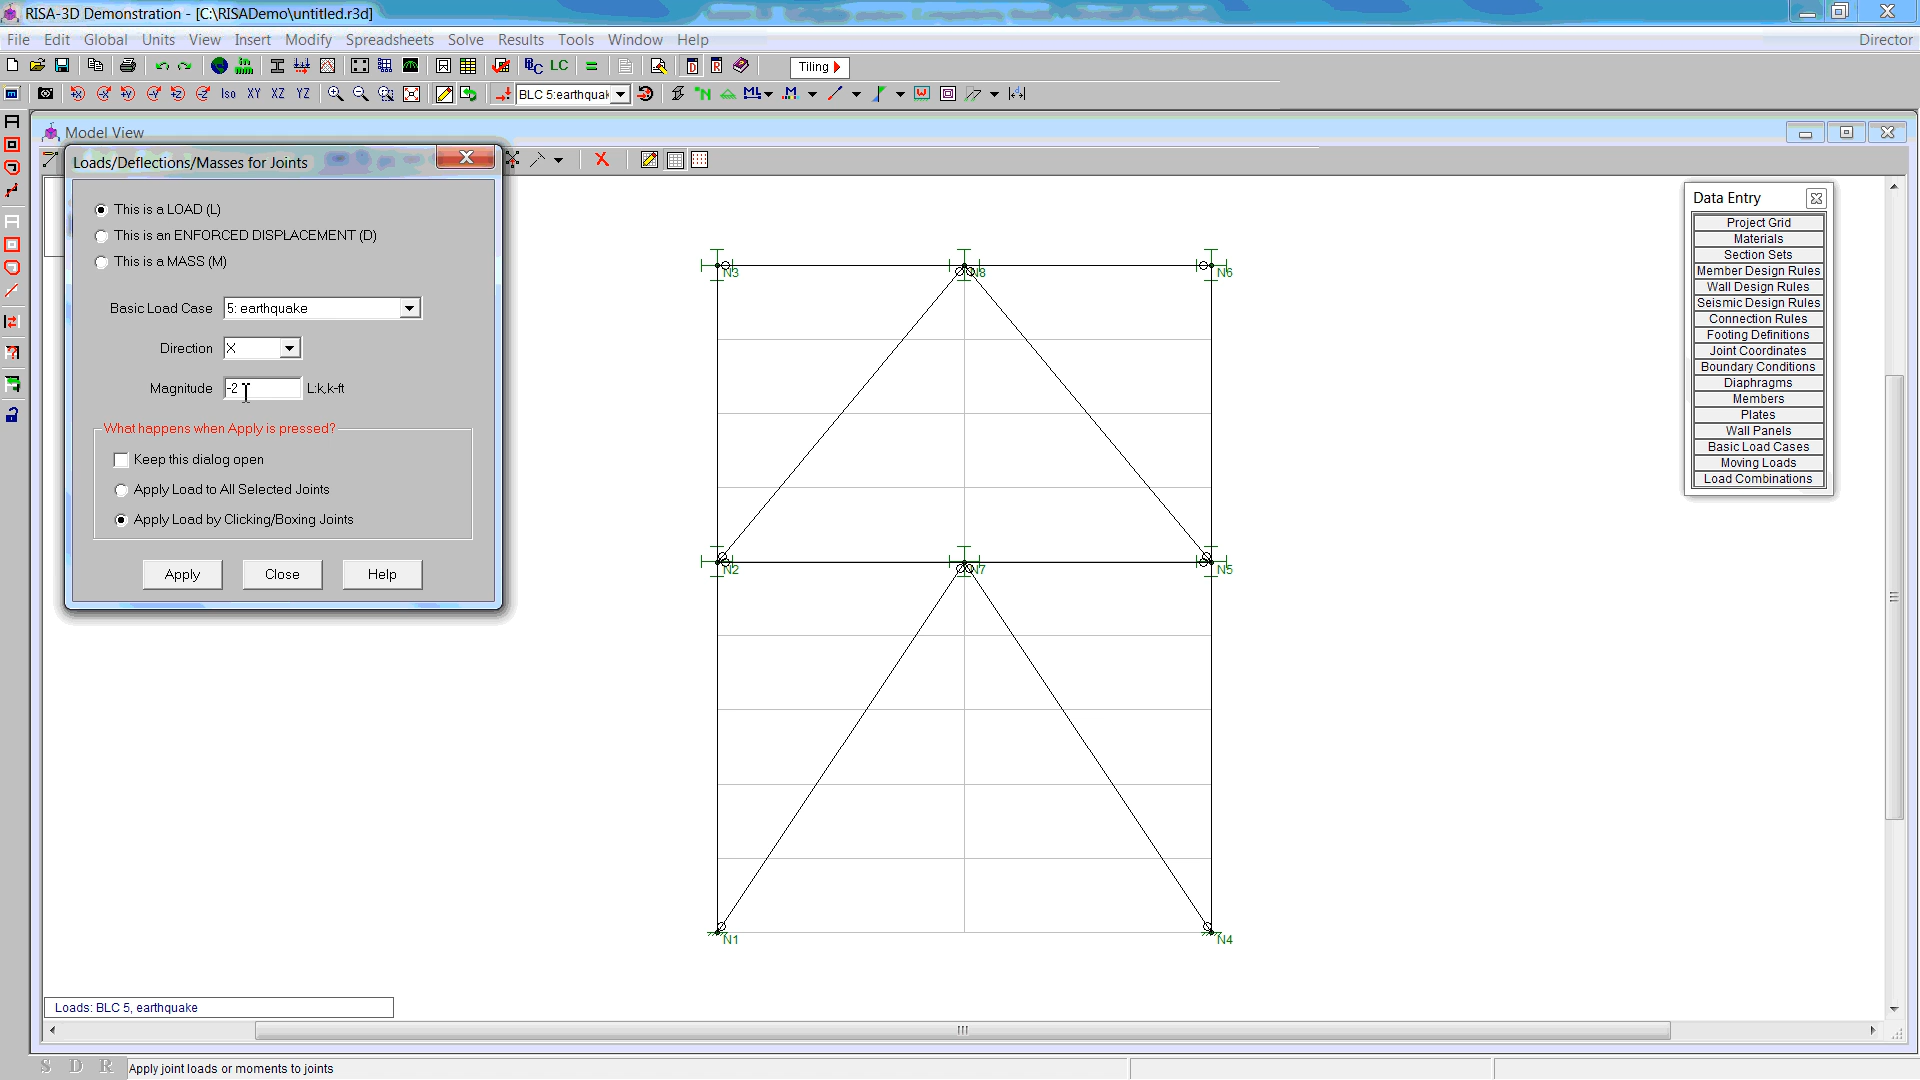 RISA-3D Demonstration - [C:\RISADemo\untitled.r3d]
File Edit Global Units View Insert Modify Spreadsheets Solve Results Tools Window Help Director
Tiling
Iso XY XZ YZ BLC 5:earthquak
Model View
Loads/Deflections/Masses for Joints
This is a LOAD (L)
This is an ENFORCED DISPLACEMENT (D)
This is a MASS (M)
Basic Load Case 5: earthquake
Direction X
Magnitude -2 L:k,k-ft
What happens when Apply is pressed?
Keep this dialog open
Apply Load to All Selected Joints
Apply Load by Clicking/Boxing Joints
Apply Close Help
N3 N8 N6
N2 N7 N5
N1 N4
Data Entry
Project Grid
Materials
Section Sets
Member Design Rules
Wall Design Rules
Seismic Design Rules
Connection Rules
Footing Definitions
Joint Coordinates
Boundary Conditions
Diaphragms
Members
Plates
Wall Panels
Basic Load Cases
Moving Loads
Load Combinations
Loads: BLC 5, earthquake
S D R Apply joint loads or moments to joints